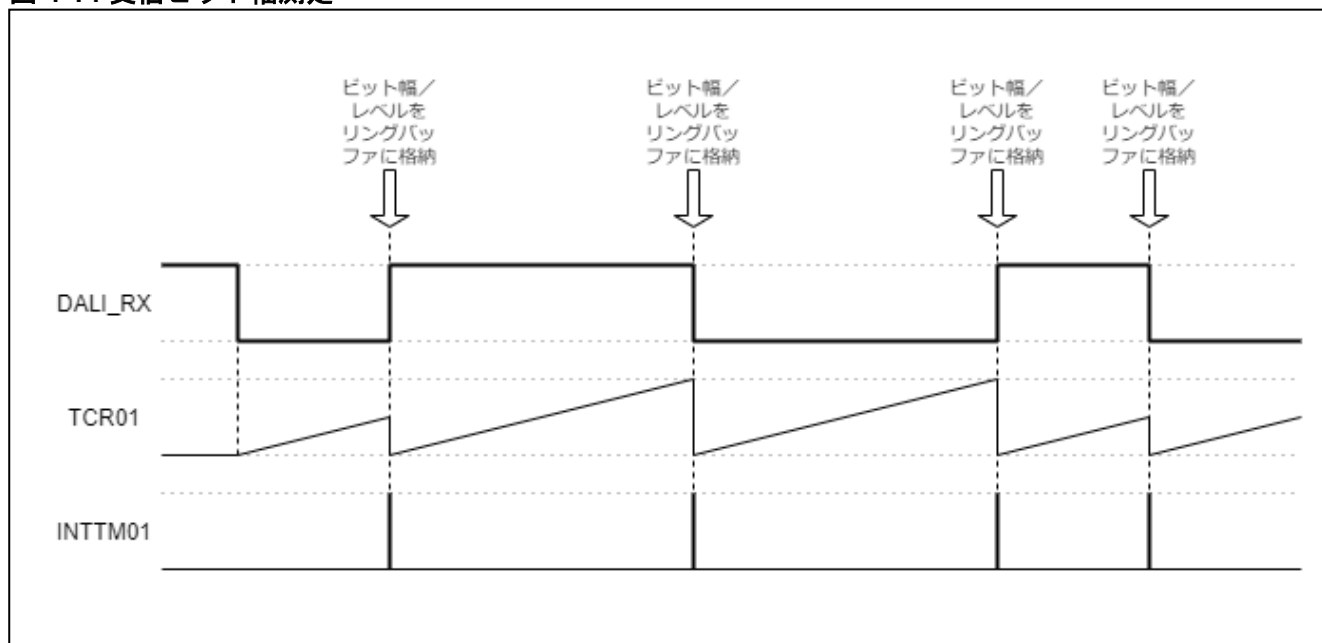 ビット幅／
レベルを
リングバッ
ファに格納
ビット幅／
レベルを
リングバッ
ファに格納
ビット幅／
レベルを
リングバッ
ファに格納
ビット幅／
レベルを
リングバッ
ファに格納
DALI_RX
TCR01
INTTM01